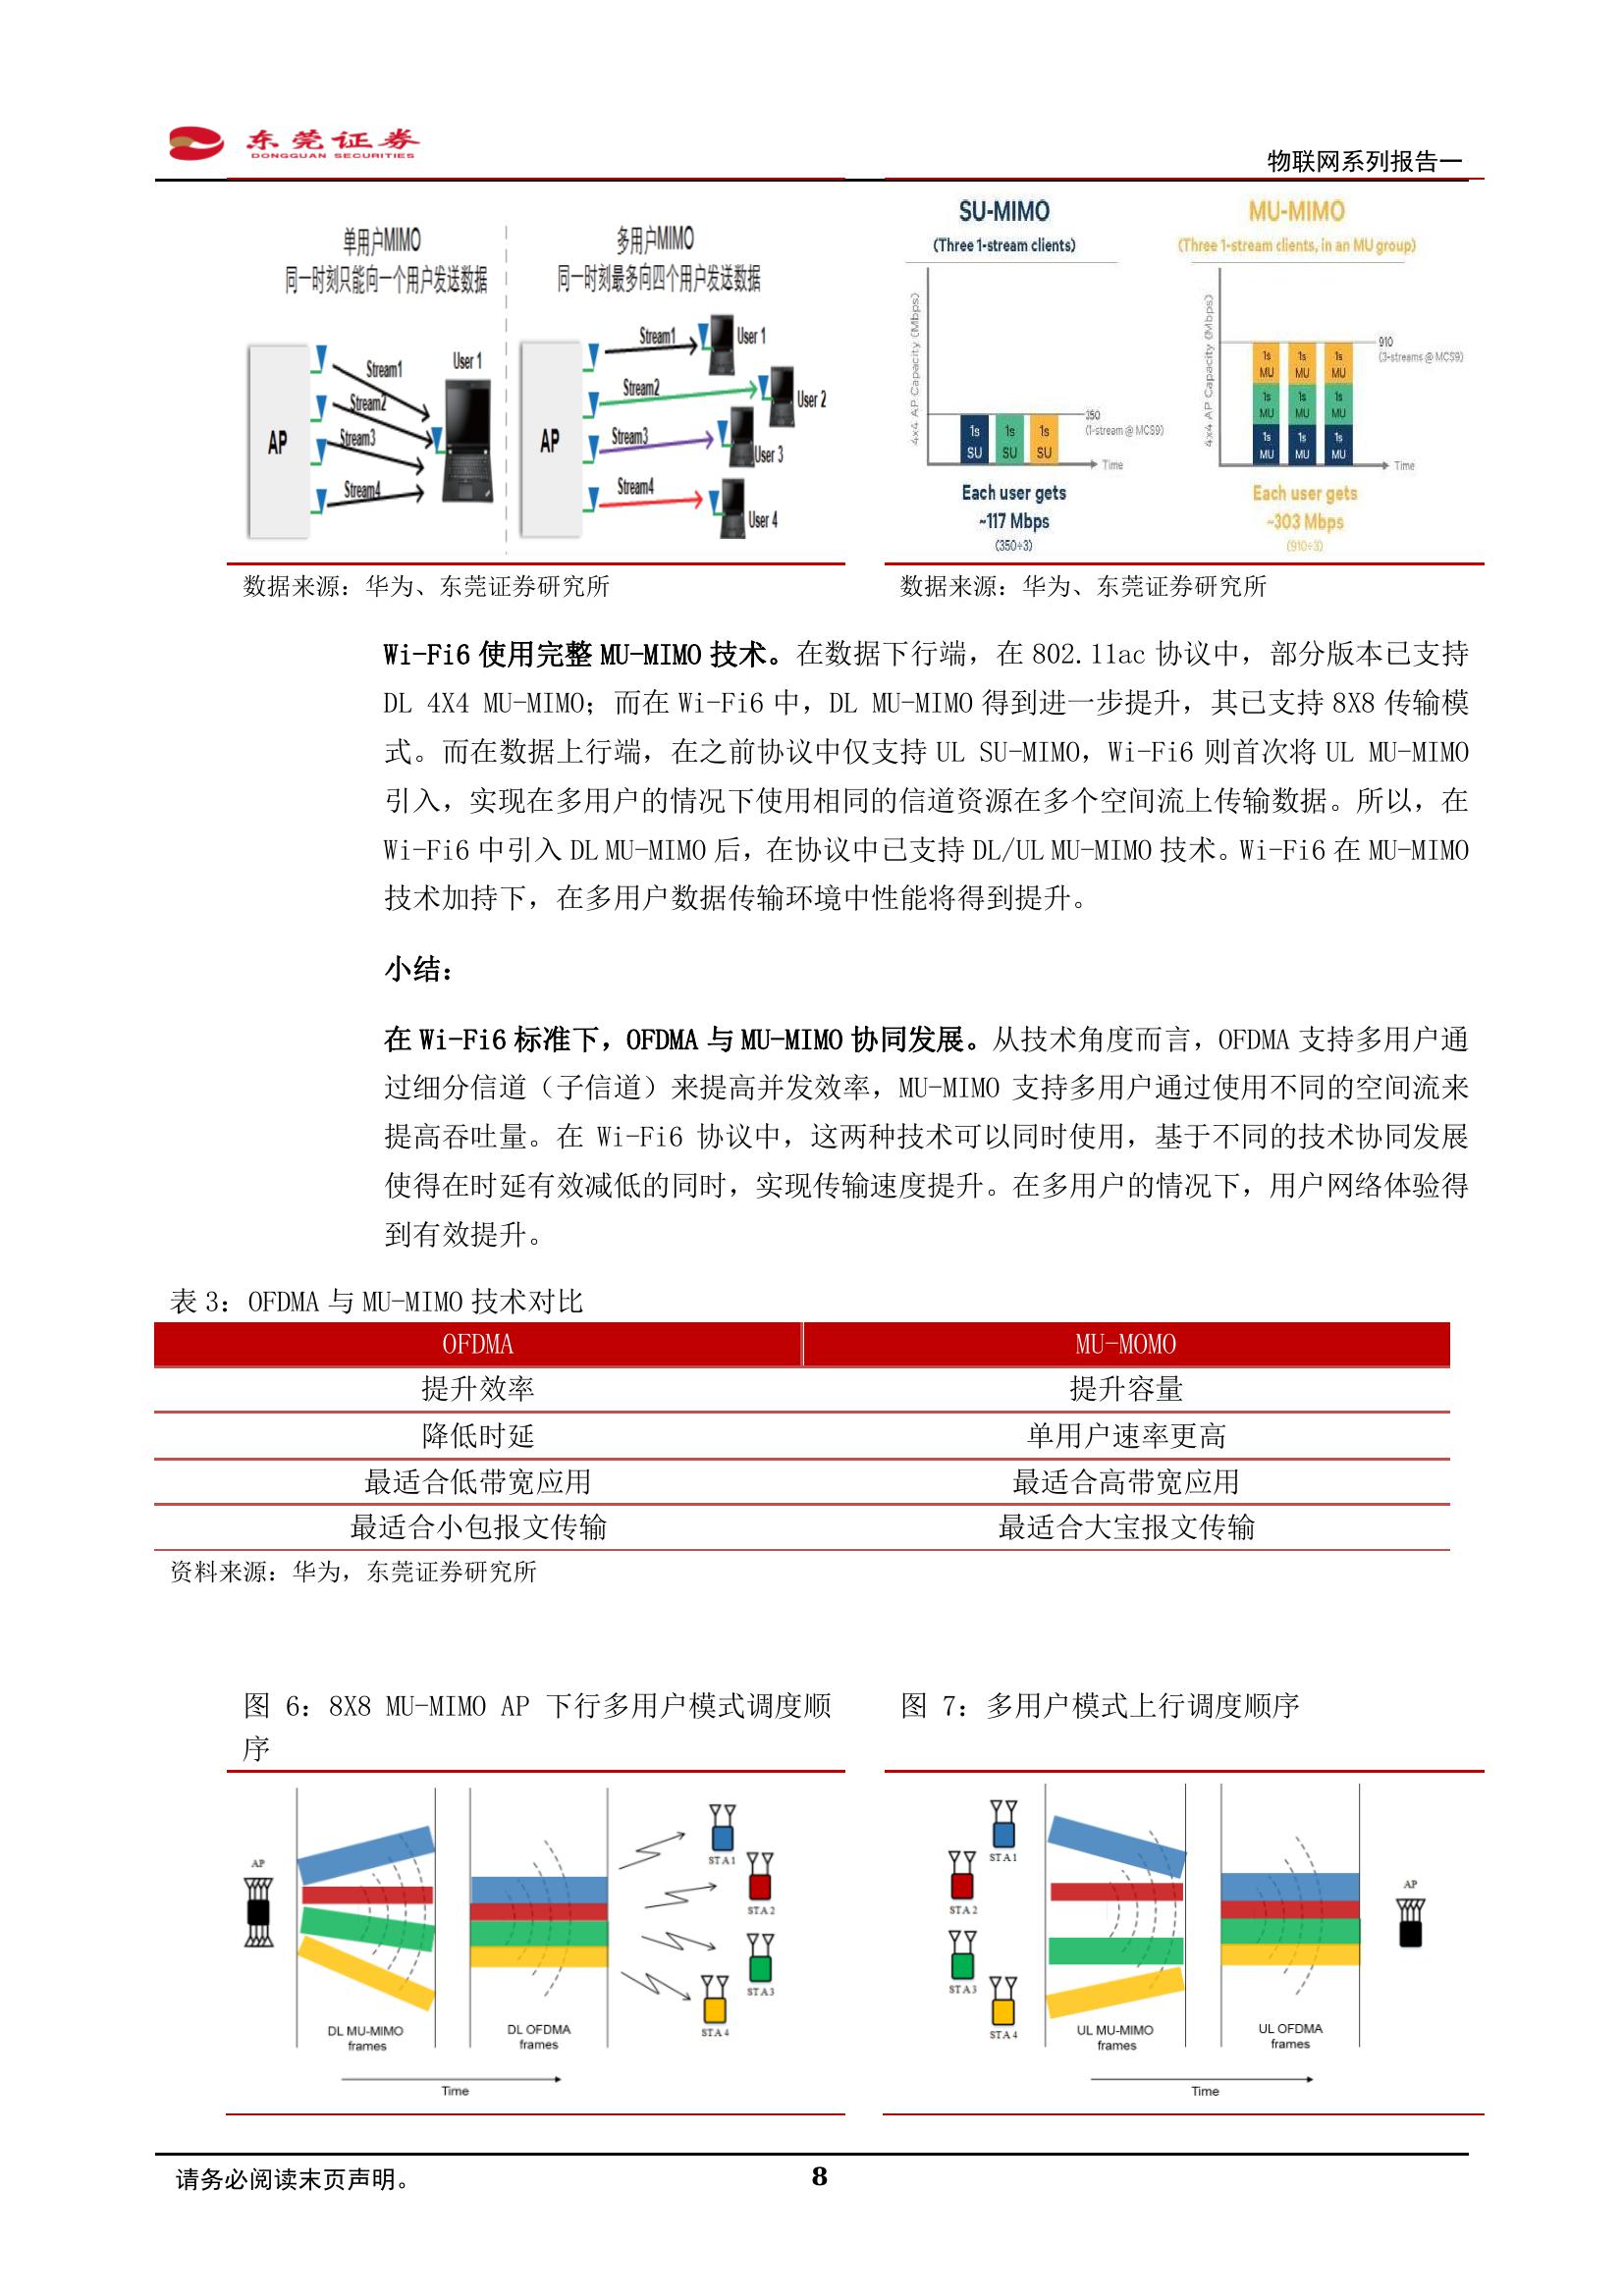 东莞证券
DONGGUAN SECURITIES
物联网系列报告一
单用户MIMO
同一时刻只能向一个用户发送数据
AP
Stream1
Stream2
Stream3
Stream4
User 1
多用户MIMO
同一时刻最多向四个用户发送数据
AP
Stream1
Stream2
Stream3
Stream4
User 1
User 2
User 3
User 4
SU-MIMO
(Three 1-stream clients)
4x4 AP Capacity (Mbps)
350
(1-stream @ MCS9)
1s 1s 1s
SU SU SU
Time
Each user gets
~117 Mbps
(350÷3)
MU-MIMO
(Three 1-stream clients, in an MU group)
4x4 AP Capacity (Mbps)
910
(3-streams @ MCS9)
1s 1s 1s
MU MU MU
1s 1s 1s
MU MU MU
1s 1s 1s
MU MU MU
Time
Each user gets
~303 Mbps
(910÷3)
数据来源：华为、东莞证券研究所
数据来源：华为、东莞证券研究所
Wi-Fi6 使用完整 MU-MIMO 技术。在数据下行端，在 802.11ac 协议中，部分版本已支持
DL 4X4 MU-MIMO；而在 Wi-Fi6 中，DL MU-MIMO 得到进一步提升，其已支持 8X8 传输模
式。而在数据上行端，在之前协议中仅支持 UL SU-MIMO，Wi-Fi6 则首次将 UL MU-MIMO
引入，实现在多用户的情况下使用相同的信道资源在多个空间流上传输数据。所以，在
Wi-Fi6 中引入 DL MU-MIMO 后，在协议中已支持 DL/UL MU-MIMO 技术。Wi-Fi6 在 MU-MIMO
技术加持下，在多用户数据传输环境中性能将得到提升。
小结：
在 Wi-Fi6 标准下，OFDMA 与 MU-MIMO 协同发展。从技术角度而言，OFDMA 支持多用户通
过细分信道（子信道）来提高并发效率，MU-MIMO 支持多用户通过使用不同的空间流来
提高吞吐量。在 Wi-Fi6 协议中，这两种技术可以同时使用，基于不同的技术协同发展
使得在时延有效减低的同时，实现传输速度提升。在多用户的情况下，用户网络体验得
到有效提升。
表 3：OFDMA 与 MU-MIMO 技术对比
OFDMA MU-MOMO
提升效率 提升容量
降低时延 单用户速率更高
最适合低带宽应用 最适合高带宽应用
最适合小包报文传输 最适合大宝报文传输
资料来源：华为，东莞证券研究所
图 6：8X8 MU-MIMO AP 下行多用户模式调度顺
序
图 7：多用户模式上行调度顺序
AP
STA1
STA2
STA3
STA4
DL MU-MIMO
frames
DL OFDMA
frames
Time
STA1
STA2
STA3
STA4
AP
UL MU-MIMO
frames
UL OFDMA
frames
Time
请务必阅读末页声明。
8